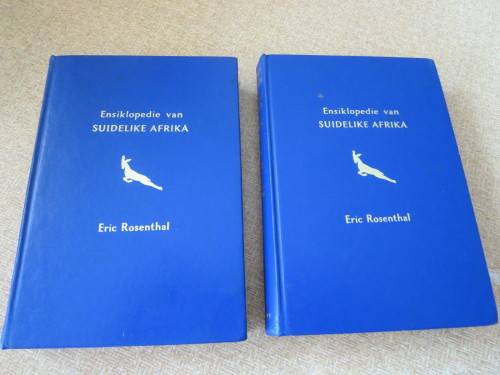 Ensiklopedie van
SUIDELIKE AFRIKA
Eric Rosenthal
Ensiklopedie van
SUIDELIKE AFRIKA
Eric Rosenthal